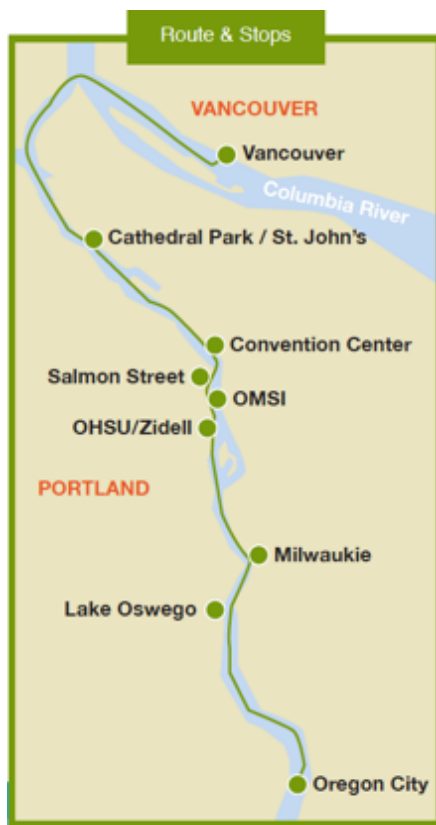 Route & Stops
VANCOUVER
Vancouver
Columbia River
Cathedral Park / St. John's
Convention Center
Salmon Street
OMSI
OHSU/Zidell
PORTLAND
Milwaukie
Lake Oswego
Oregon City